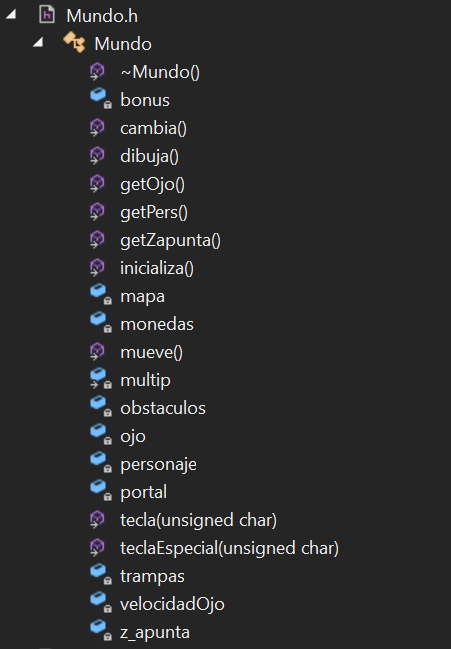 Mundo.h
Mundo
~Mundo()
bonus
cambia()
dibuja()
getOjo()
getPers()
getZapunta()
inicializa()
mapa
monedas
mueve()
multip
obstaculos
ojo
personaje
portal
tecla(unsigned char)
teclaEspecial(unsigned char)
trampas
velocidadOjo
z_apunta